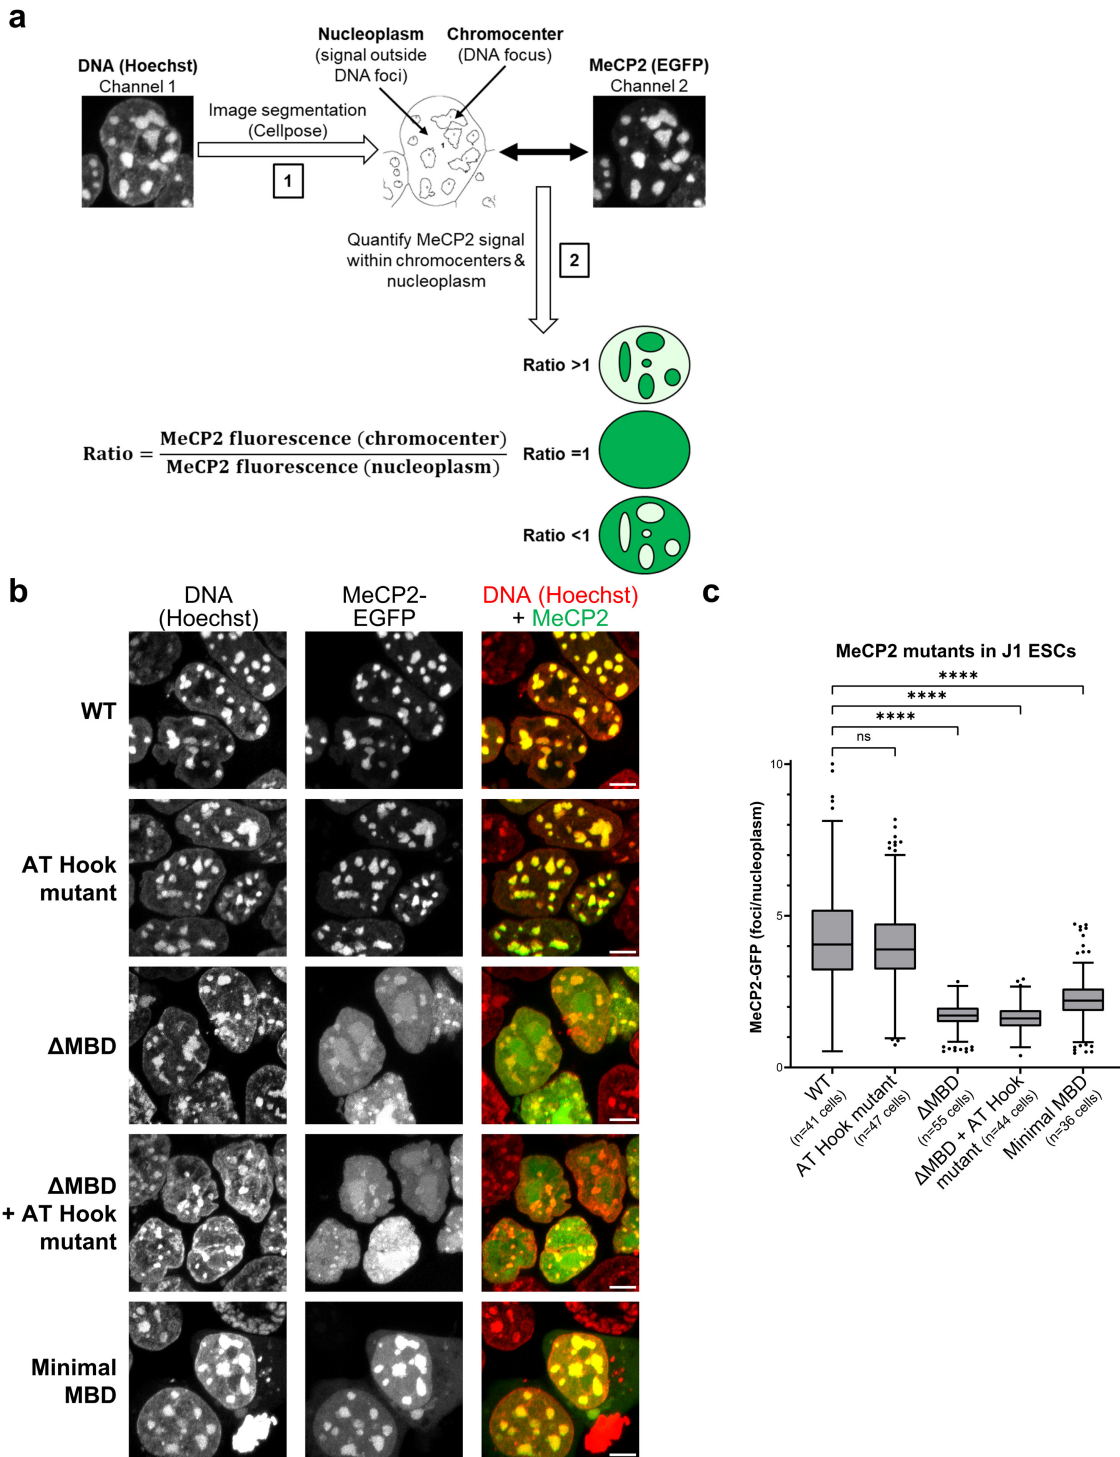 a
DNA (Hoechst)
Channel 1
Image segmentation
(Cellpose)
1
Nucleoplasm
(signal outside
DNA foci)
Chromocenter
(DNA focus)
MeCP2 (EGFP)
Channel 2
Quantify MeCP2 signal
within chromocenters &
nucleoplasm
2
Ratio >1
Ratio = MeCP2 fluorescence (chromocenter)
MeCP2 fluorescence (nucleoplasm)
Ratio =1
Ratio <1
b
DNA
(Hoechst)
MeCP2-
EGFP
DNA (Hoechst)
+ MeCP2
WT
AT Hook
mutant
ΔMBD
ΔMBD
+ AT Hook
mutant
Minimal
MBD
c
MeCP2 mutants in J1 ESCs
****
****
****
ns
MeCP2-GFP (foci/nucleoplasm)
10
5
0
WT
(n=41 cells)
AT Hook mutant
(n=47 cells)
ΔMBD
(n=55 cells)
ΔMBD + AT Hook
mutant (n=44 cells)
Minimal MBD
(n=36 cells)